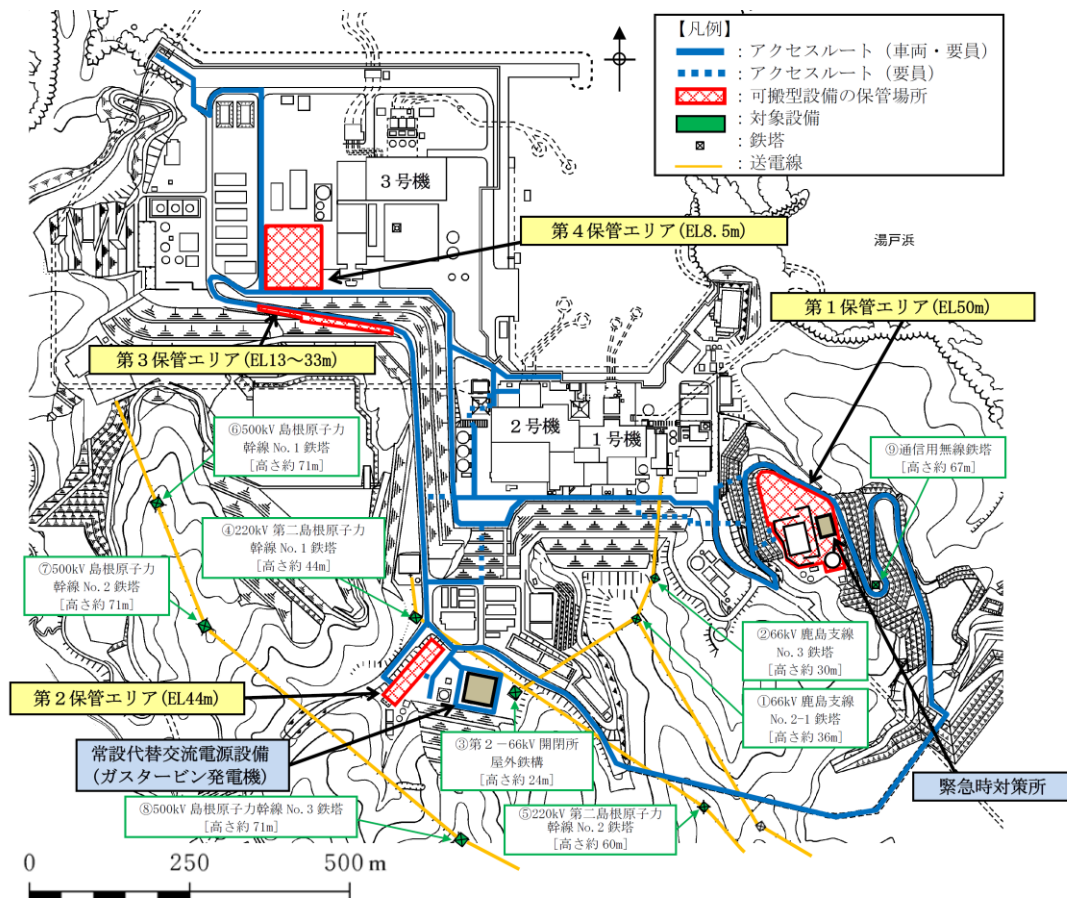 【凡例】
：アクセスルート（車両・要員）
：アクセスルート（要員）
：可搬型設備の保管場所
：対象設備
：鉄塔
：送電線
3号機
第4保管エリア(EL8.5m)
湯戸浜
第1保管エリア(EL50m)
第3保管エリア(EL13～33m)
2号機
1号機
⑥500kV 島根原子力
幹線 No.1 鉄塔
[高さ約 71m]
⑨通信用無線鉄塔
[高さ約 67m]
④220kV 第二島根原子力
幹線 No.1 鉄塔
[高さ約 44m]
⑦500kV 島根原子力
幹線 No.2 鉄塔
[高さ約 71m]
②66kV 鹿島支線
No.3 鉄塔
[高さ約 30m]
第2保管エリア(EL44m)
①66kV 鹿島支線
No.2-1 鉄塔
[高さ約 36m]
常設代替交流電源設備
(ガスタービン発電機)
③第2－66kV 開閉所
屋外鉄構
[高さ約 24m]
緊急時対策所
⑧500kV 島根原子力幹線 No.3 鉄塔
[高さ約 71m]
⑤220kV 第二島根原子力
幹線 No.2 鉄塔
[高さ約 60m]
0 250 500 m